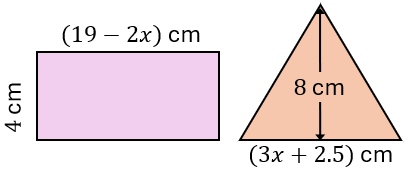 (19 − 2x) cm
4 cm
8 cm
(3x + 2.5) cm